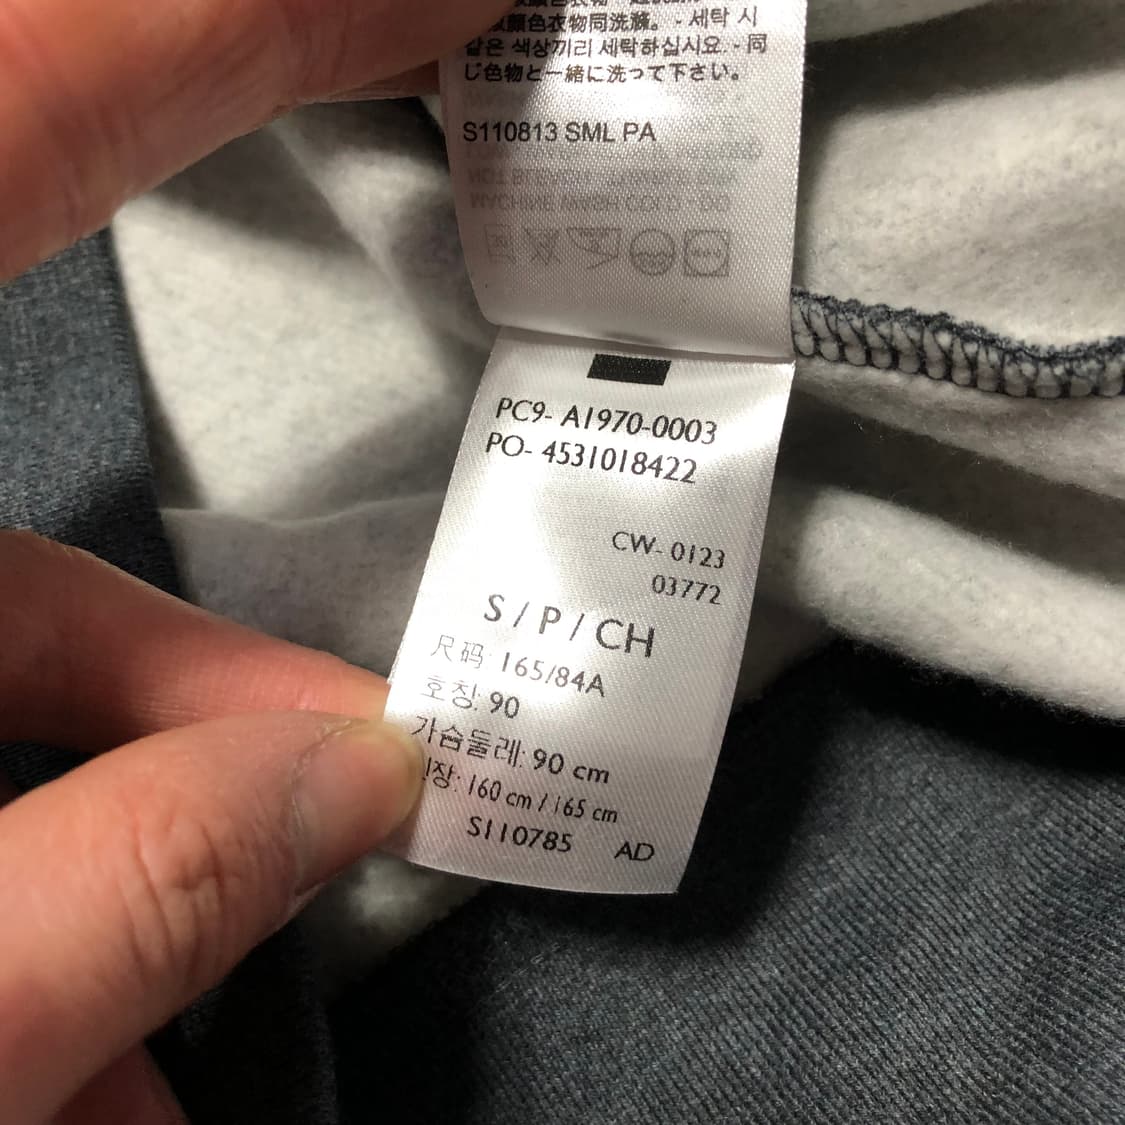 顏色衣物同洗滌。 - 세탁 시
같은 색상끼리 세탁하십시요. - 同
じ色物と一緒に洗って下さい。
S110813 SML PA
PC9- A1970-0003
PO- 4531018422
CW- 0123
03772
S / P / CH
尺码: 165/84A
호칭: 90
가슴둘레: 90 cm
장: 160 cm / 165 cm
S110785 AD